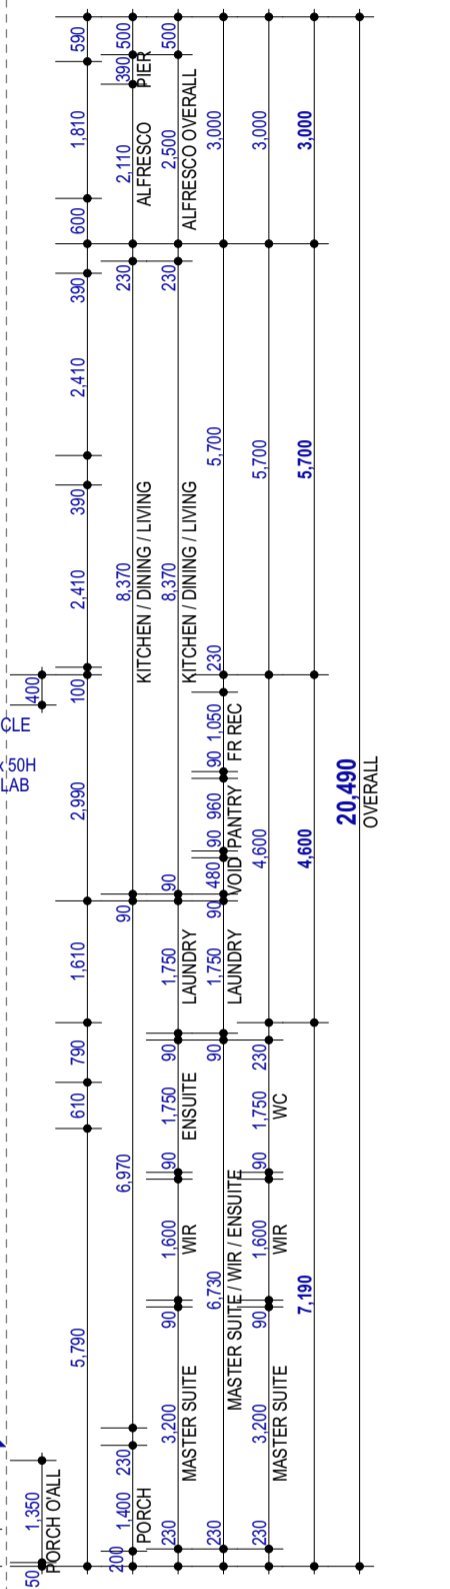 CLE
x 50H
LAB
50 1,350 400
PORCH O'ALL
5,790 610 790 1,610 2,990 100 2,410 390 2,410 390 600 1,810 590
200 1,400 230 6,970 90 8,370 230 2,110 390 500
PORCH KITCHEN / DINING / LIVING ALFRESCO PIER
230 3,200 90 1,600 90 1,750 90 1,750 90 8,370 230 2,500 500
MASTER SUITE WIR ENSUITE LAUNDRY KITCHEN / DINING / LIVING ALFRESCO OVERALL
230 6,730 90 1,750 90 480 90 960 90 1,050 230 5,700 3,000
MASTER SUITE / WIR / ENSUITE LAUNDRY VOID PANTRY FR REC
230 3,200 90 1,600 90 1,750 230 4,600 5,700 3,000
MASTER SUITE WIR WC
7,190 4,600 5,700 3,000
20,490
OVERALL